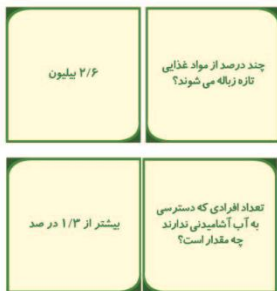 چند درصد از مواد غذایی
تازه زباله می شوند؟
۲/۶ بیلیون
تعداد افرادی که دسترسی
به آب آشامیدنی ندارند
چه مقدار است؟
بیشتر از ۱/۳ در صد